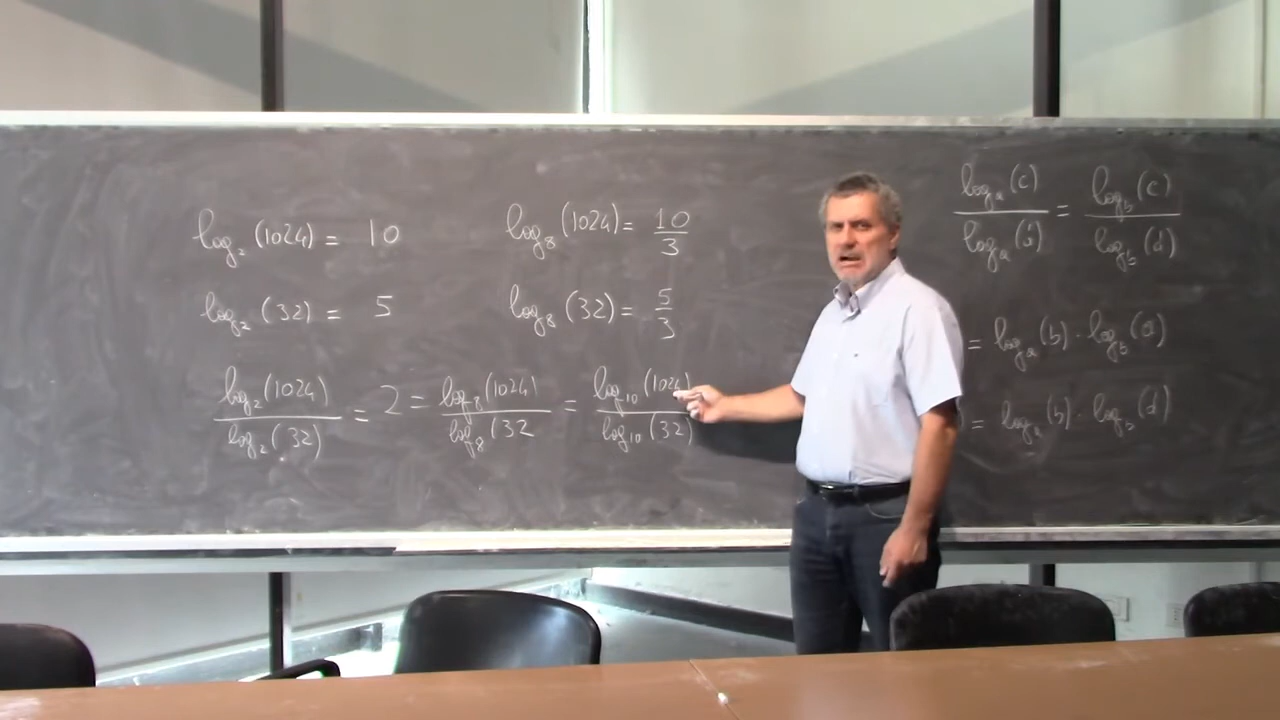 log₂(1024) = 10
log₂(32) = 5
log₂(1024) / log₂(32) = 2 = log₈(1024) / log₈(32 = log₁₀(1024) / log₁₀(32)
log₈(1024) = 10/3
log₈(32) = 5/3
logₐ(c) / logₐ(d) = log_b(c) / log_b(d)
= logₐ(b) · log_b(c)
) = logₐ(b) · log_b(d)